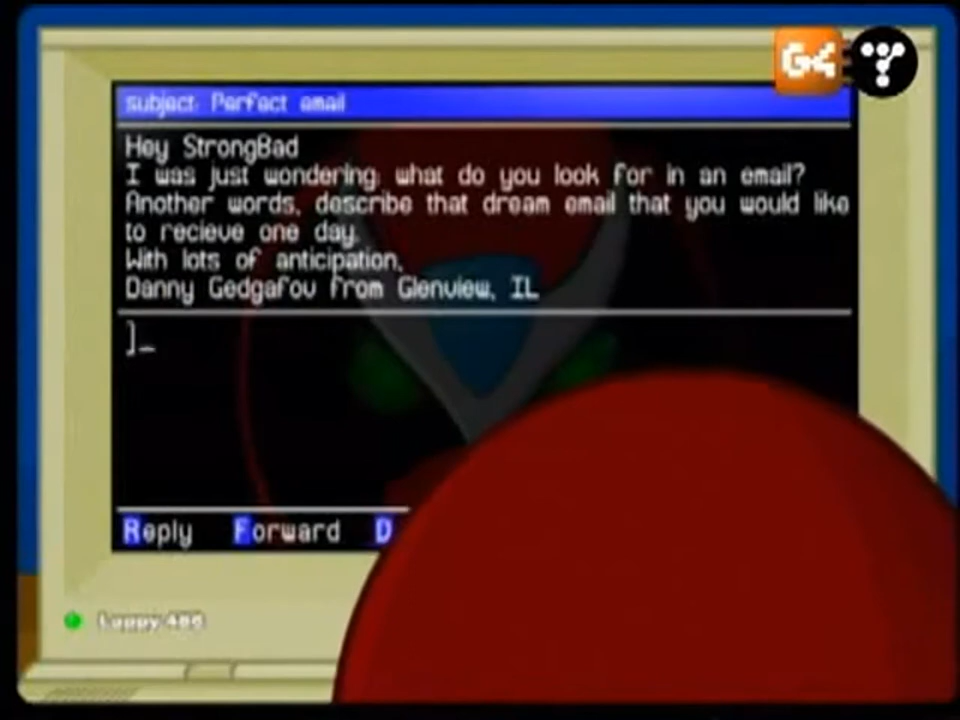 G4
subject: Perfect email
Hey StrongBad
I was just wondering, what do you look for in an email?
Another words, describe that dream email that you would like
to recieve one day.
With lots of anticipation,
Danny Gedgafov from Glenview, IL
]_
Reply Forward D
Lappy 486